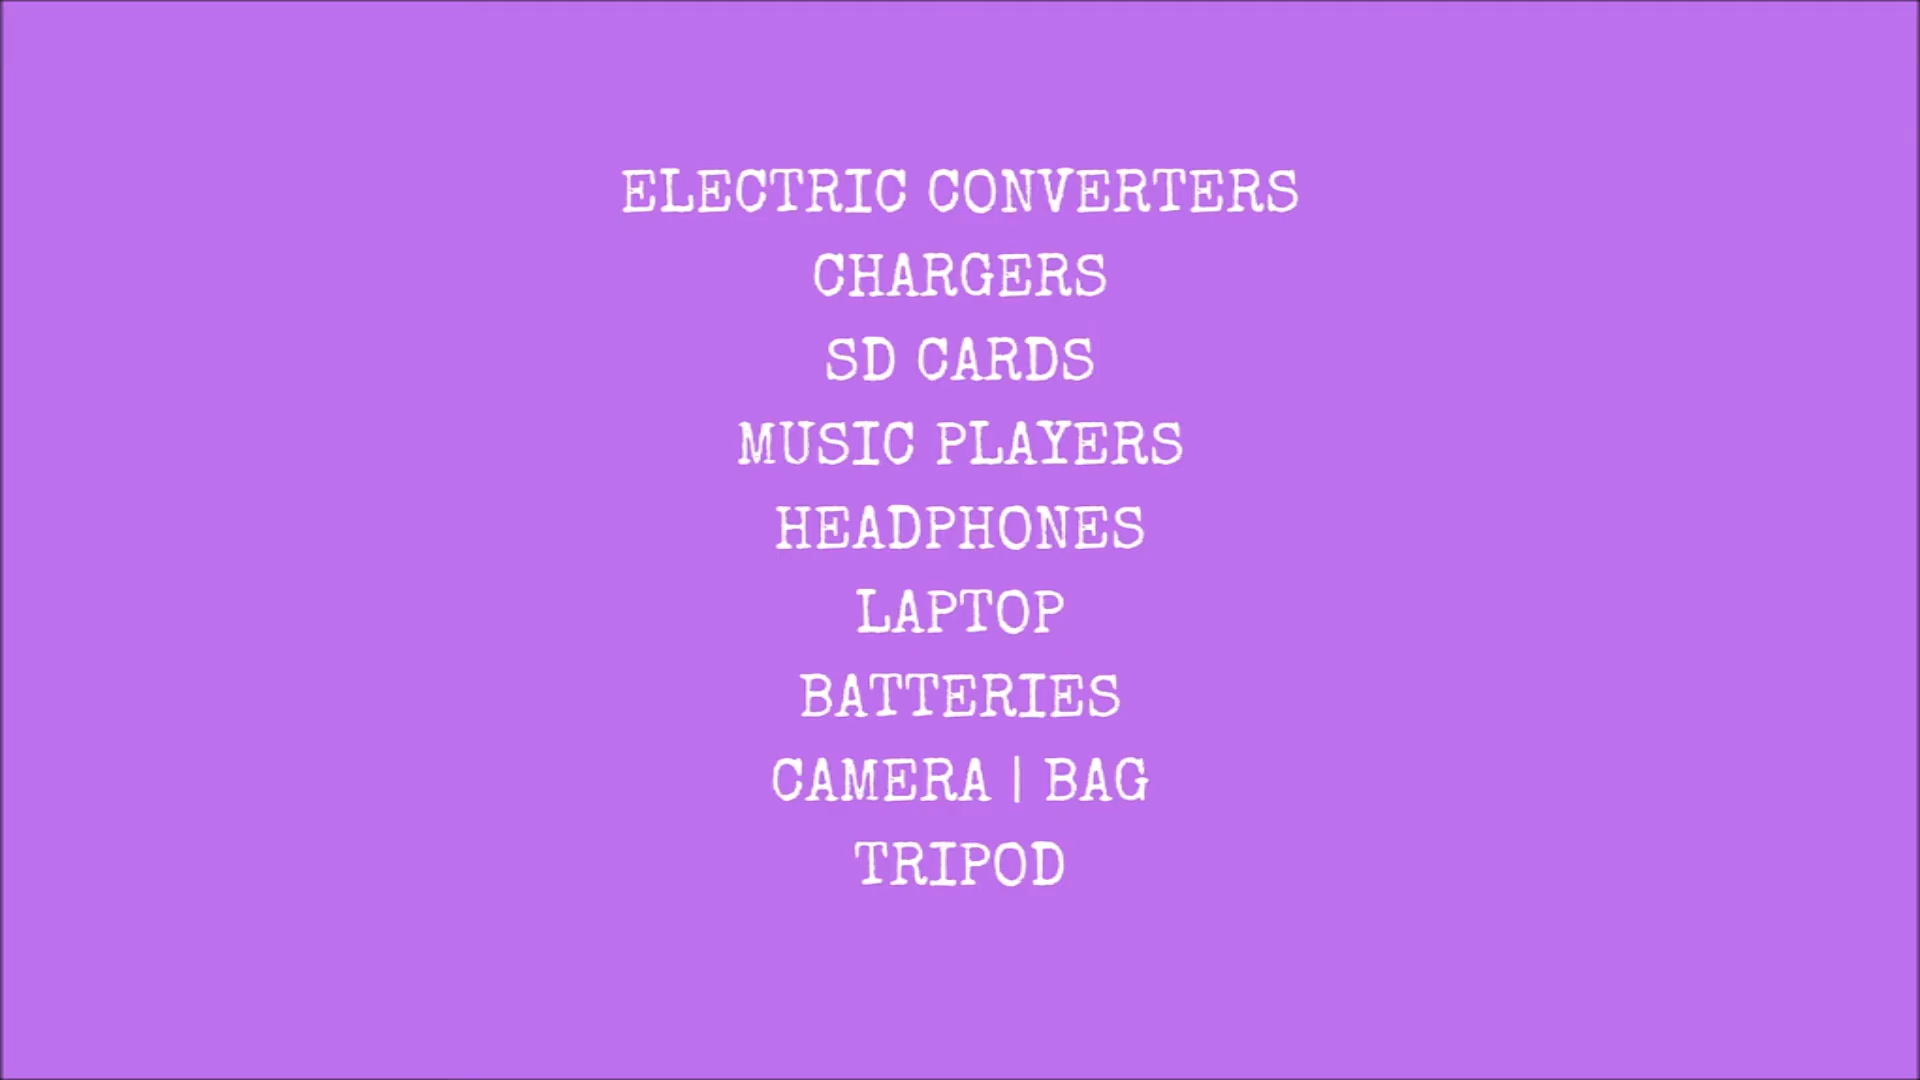 ELECTRIC CONVERTERS
CHARGERS
SD CARDS
MUSIC PLAYERS
HEADPHONES
LAPTOP
BATTERIES
CAMERA | BAG
TRIPOD